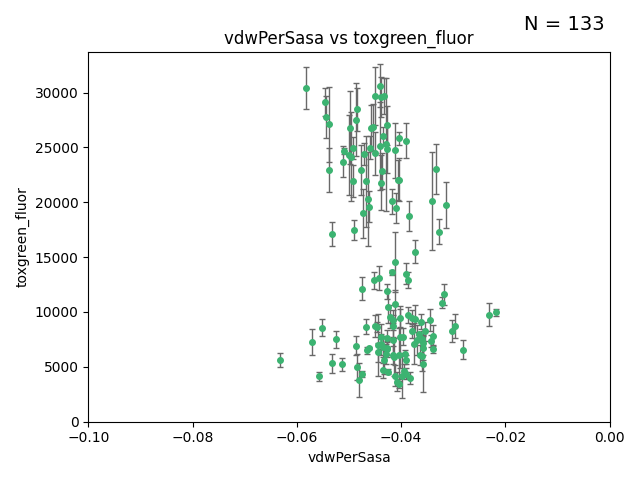 N = 133
vdwPerSasa vs toxgreen_fluor
toxgreen_fluor
30000
25000
20000
15000
10000
5000
0
−0.10 −0.08 −0.06 −0.04 −0.02 0.00
vdwPerSasa